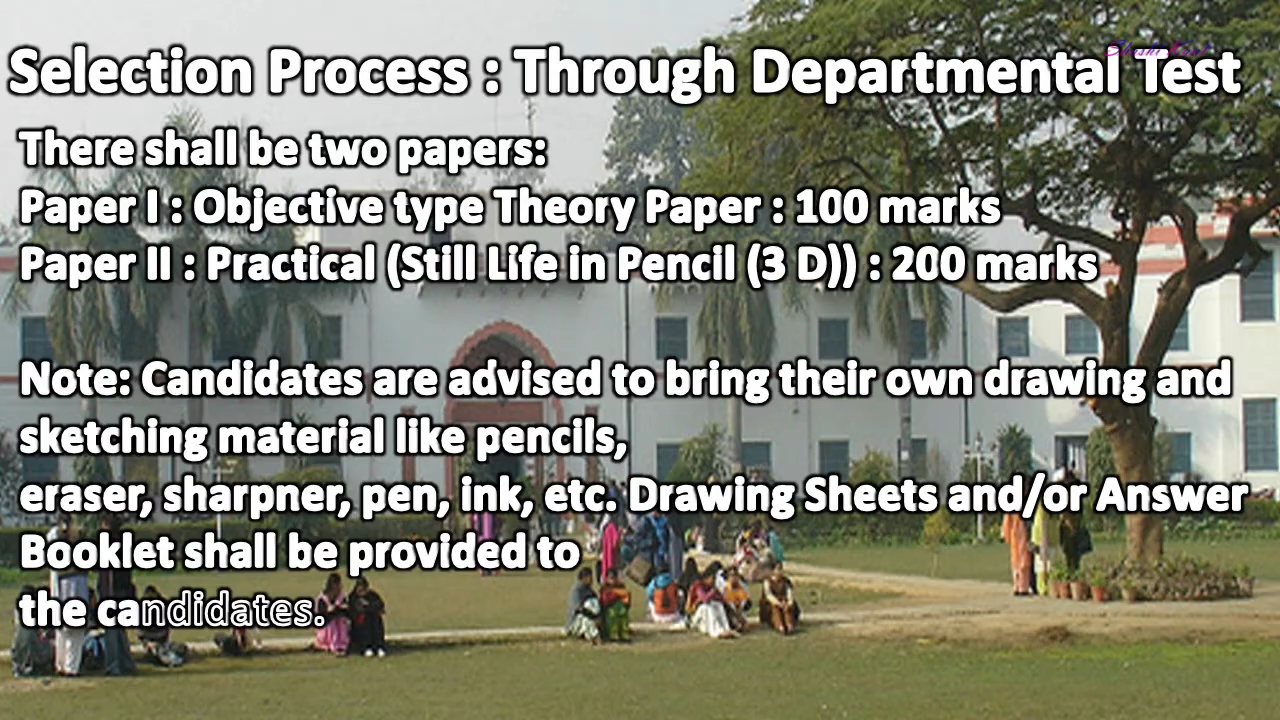 Selection Process : Through Departmental Test
There shall be two papers:
Paper I : Objective type Theory Paper : 100 marks
Paper II : Practical (Still Life in Pencil (3 D)) : 200 marks
Note: Candidates are advised to bring their own drawing and
sketching material like pencils,
eraser, sharpner, pen, ink, etc. Drawing Sheets and/or Answer
Booklet shall be provided to
the candidates.